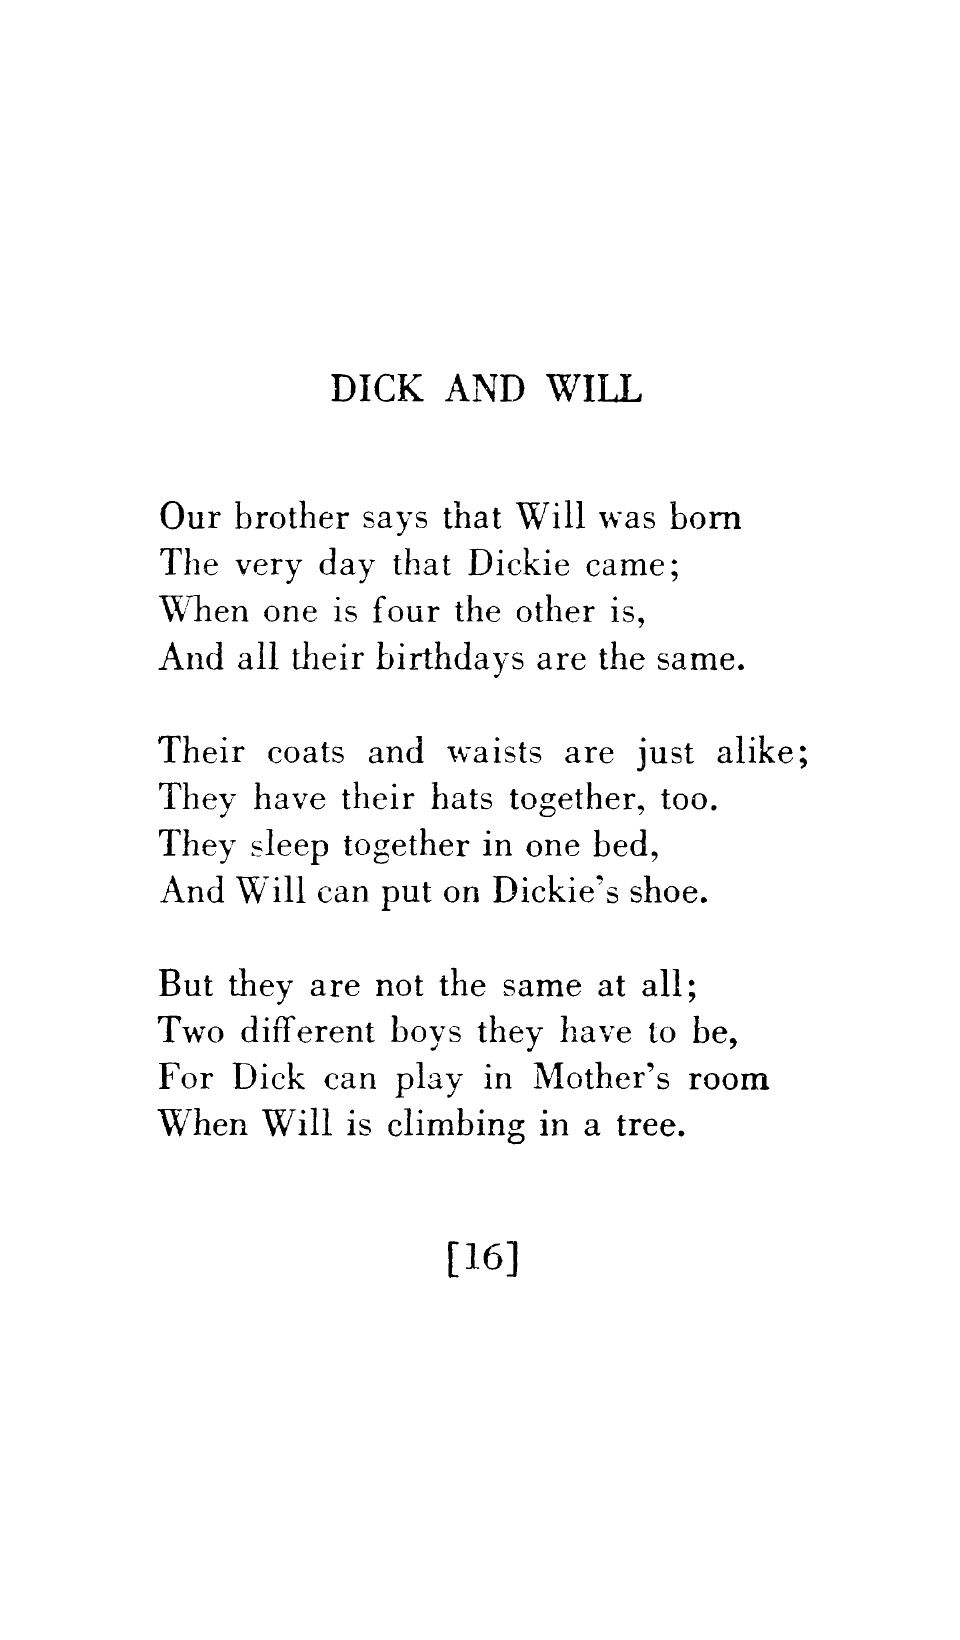 DICK AND WILL
Our brother says that Will was born
The very day that Dickie came;
When one is four the other is,
And all their birthdays are the same.
Their coats and waists are just alike;
They have their hats together, too.
They sleep together in one bed,
And Will can put on Dickie's shoe.
But they are not the same at all;
Two different boys they have to be,
For Dick can play in Mother's room
When Will is climbing in a tree.
[16]